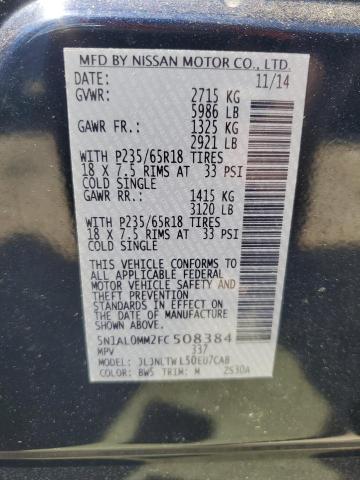 MFD BY NISSAN MOTOR CO., LTD.
DATE: 11/14
GVWR: 2715 KG
5986 LB
GAWR FR.: 1325 KG
2921 LB
WITH P235/65R18 TIRES
18 X 7.5 RIMS AT 33 PSI
COLD SINGLE
GAWR RR.: 1415 KG
3120 LB
WITH P235/65R18 TIRES
18 X 7.5 RIMS AT 33 PSI
COLD SINGLE
THIS VEHICLE CONFORMS TO
ALL APPLICABLE FEDERAL
MOTOR VEHICLE SAFETY AND
THEFT PREVENTION
STANDARDS IN EFFECT ON
THE DATE OF MANUFACTURE
SHOWN ABOVE.
5N1AL0MM2FC508384
MPV 337
MODEL: JLJNLTWL50EU7CAB
COLOR: BW5 TRIM: M 2530A